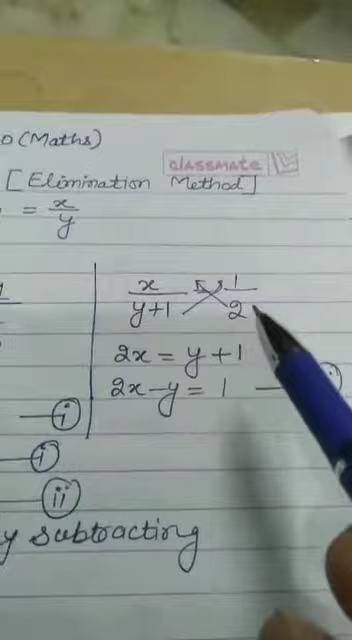 D (Maths)
classmate
[Elimination Method]
= x/y
x/y+1 1/2
2x = y+1
2x-y = 1
(i)
(i)
(ii)
y subtracting